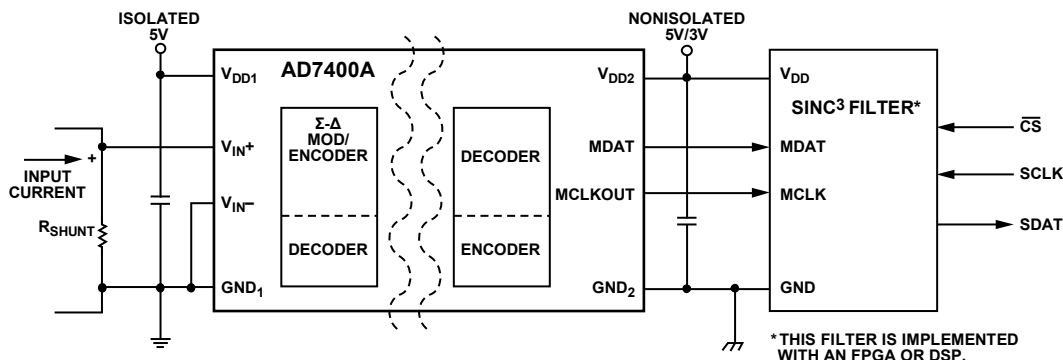 ISOLATED
5V
NONISOLATED
5V/3V
AD7400A
VDD1
VIN+
VIN−
GND1
Σ-Δ
MOD/
ENCODER
DECODER
DECODER
ENCODER
VDD2
MDAT
MCLKOUT
GND2
VDD
SINC3 FILTER*
MDAT
MCLK
GND
CS
SCLK
SDAT
+
INPUT
CURRENT
RSHUNT
* THIS FILTER IS IMPLEMENTED
WITH AN FPGA OR DSP.